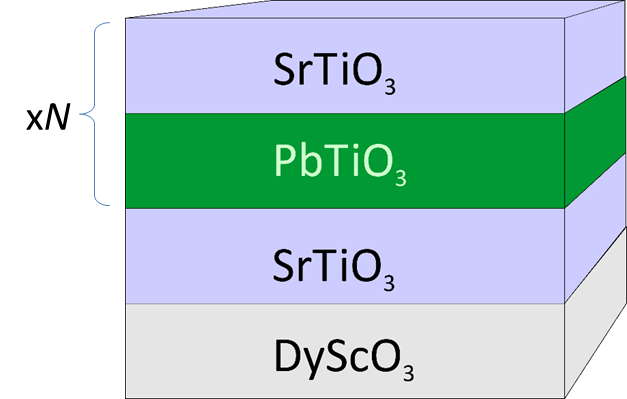 SrTiO₃
xN
PbTiO₃
SrTiO₃
DyScO₃